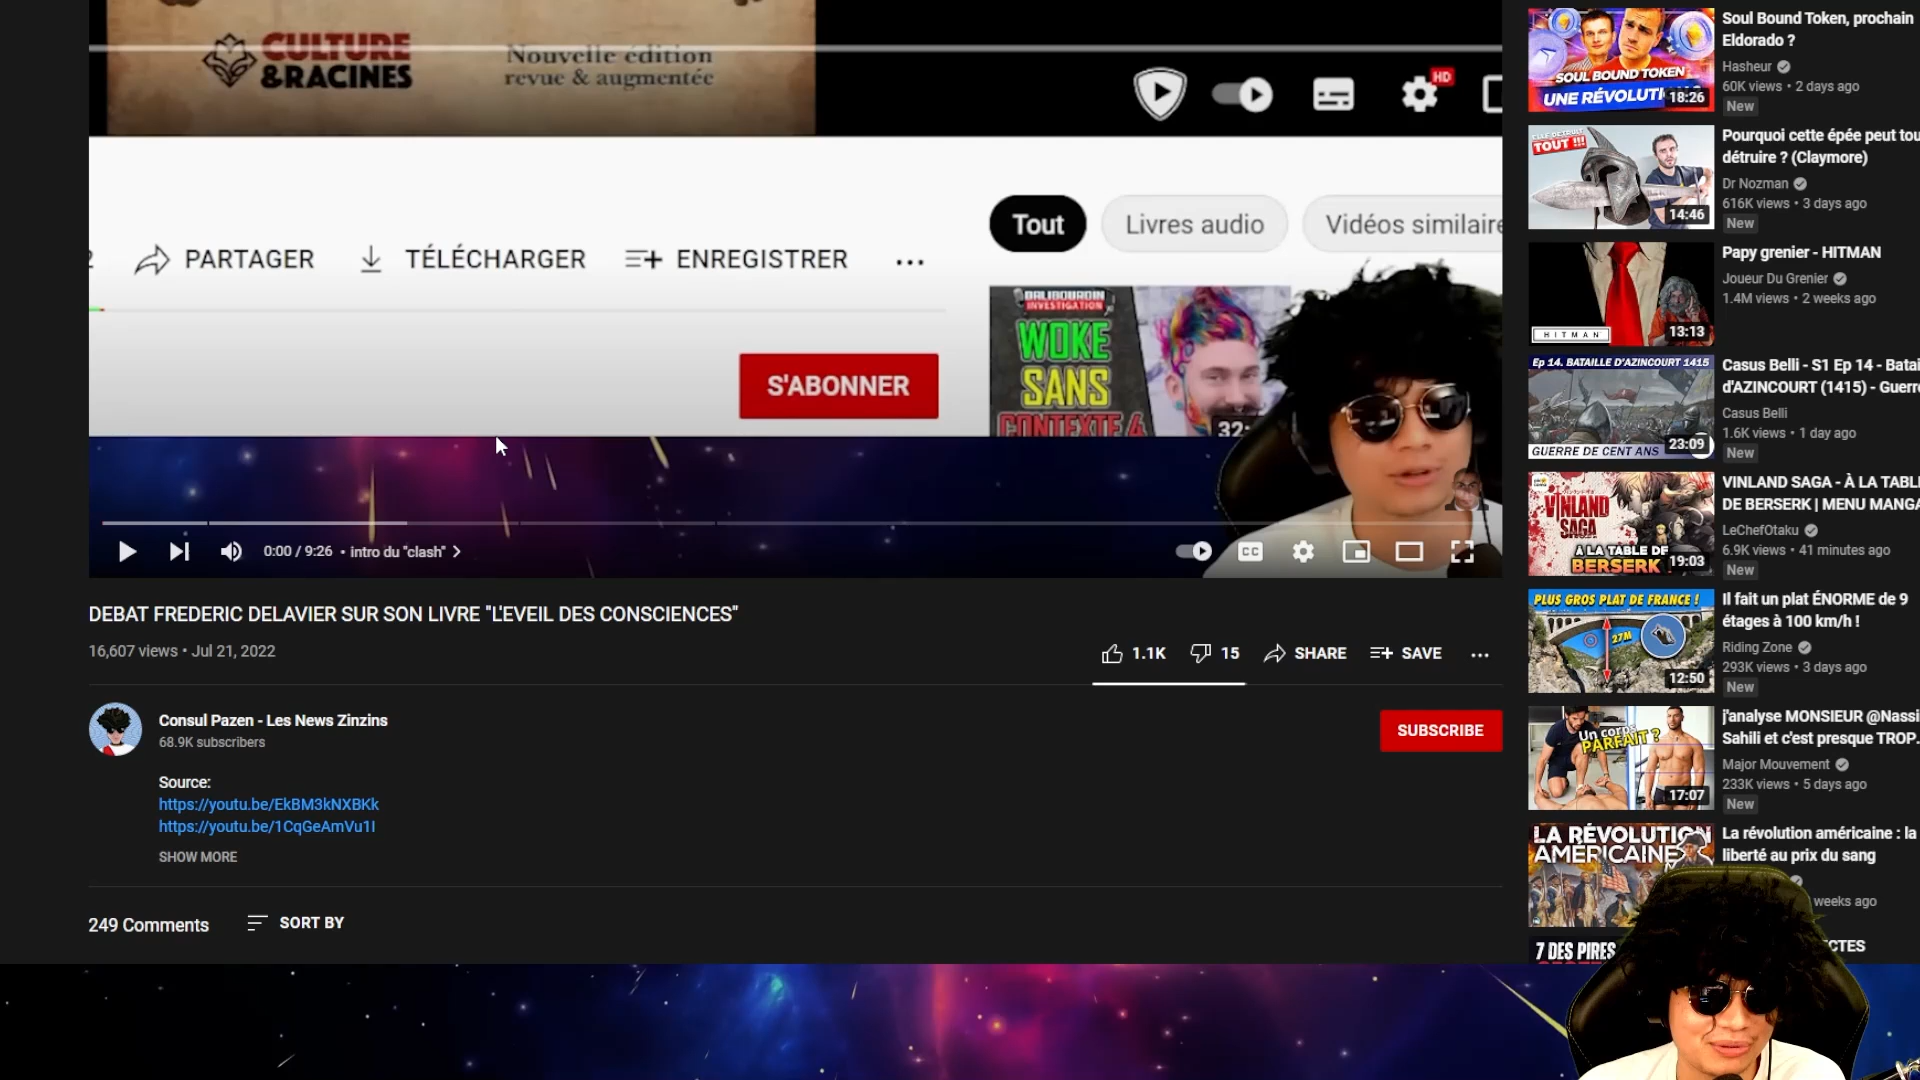 CULTURE
&RACINES
Nouvelle édition
revue & augmentée
HD
PARTAGER
TÉLÉCHARGER
ENREGISTRER
...
Tout
Livres audio
Vidéos similaire
S'ABONNER
BALIBOURDIN
INVESTIGATION
WOKE
SANS
CONTEXTE 4
32:
0:00 / 9:26 • intro du "clash"
CC
DEBAT FREDERIC DELAVIER SUR SON LIVRE "L'EVEIL DES CONSCIENCES"
16,607 views • Jul 21, 2022
1.1K
15
SHARE
SAVE
...
Consul Pazen - Les News Zinzins
68.9K subscribers
SUBSCRIBE
Source:
https://youtu.be/EkBM3kNXBKk
https://youtu.be/1CqGeAmVu1I
SHOW MORE
249 Comments
SORT BY
SOUL BOUND TOKEN
UNE RÉVOLUTI
18:26
Soul Bound Token, prochain
Eldorado ?
Hasheur
60K views • 2 days ago
New
ELLE DÉTRUIT
TOUT !!!
14:46
Pourquoi cette épée peut tou
détruire ? (Claymore)
Dr Nozman
616K views • 3 days ago
New
HITMAN
13:13
Papy grenier - HITMAN
Joueur Du Grenier
1.4M views • 2 weeks ago
Ep 14. BATAILLE D'AZINCOURT 1415
GUERRE DE CENT ANS
23:09
Casus Belli - S1 Ep 14 - Batai
d'AZINCOURT (1415) - Guerr
Casus Belli
1.6K views • 1 day ago
New
VINLAND
SAGA
À LA TABLE DE
BERSERK
19:03
VINLAND SAGA - À LA TABL
DE BERSERK | MENU MANGA
LeChefOtaku
6.9K views • 41 minutes ago
New
PLUS GROS PLAT DE FRANCE !
27M
12:50
Il fait un plat ÉNORME de 9
étages à 100 km/h !
Riding Zone
293K views • 3 days ago
New
Un corps
PARFAIT ?
17:07
j'analyse MONSIEUR @Nassi
Sahili et c'est presque TROP.
Major Mouvement
233K views • 5 days ago
New
LA RÉVOLUTION
AMÉRICAINE
La révolution américaine : la
liberté au prix du sang
weeks ago
7 DES PIRES
CTES